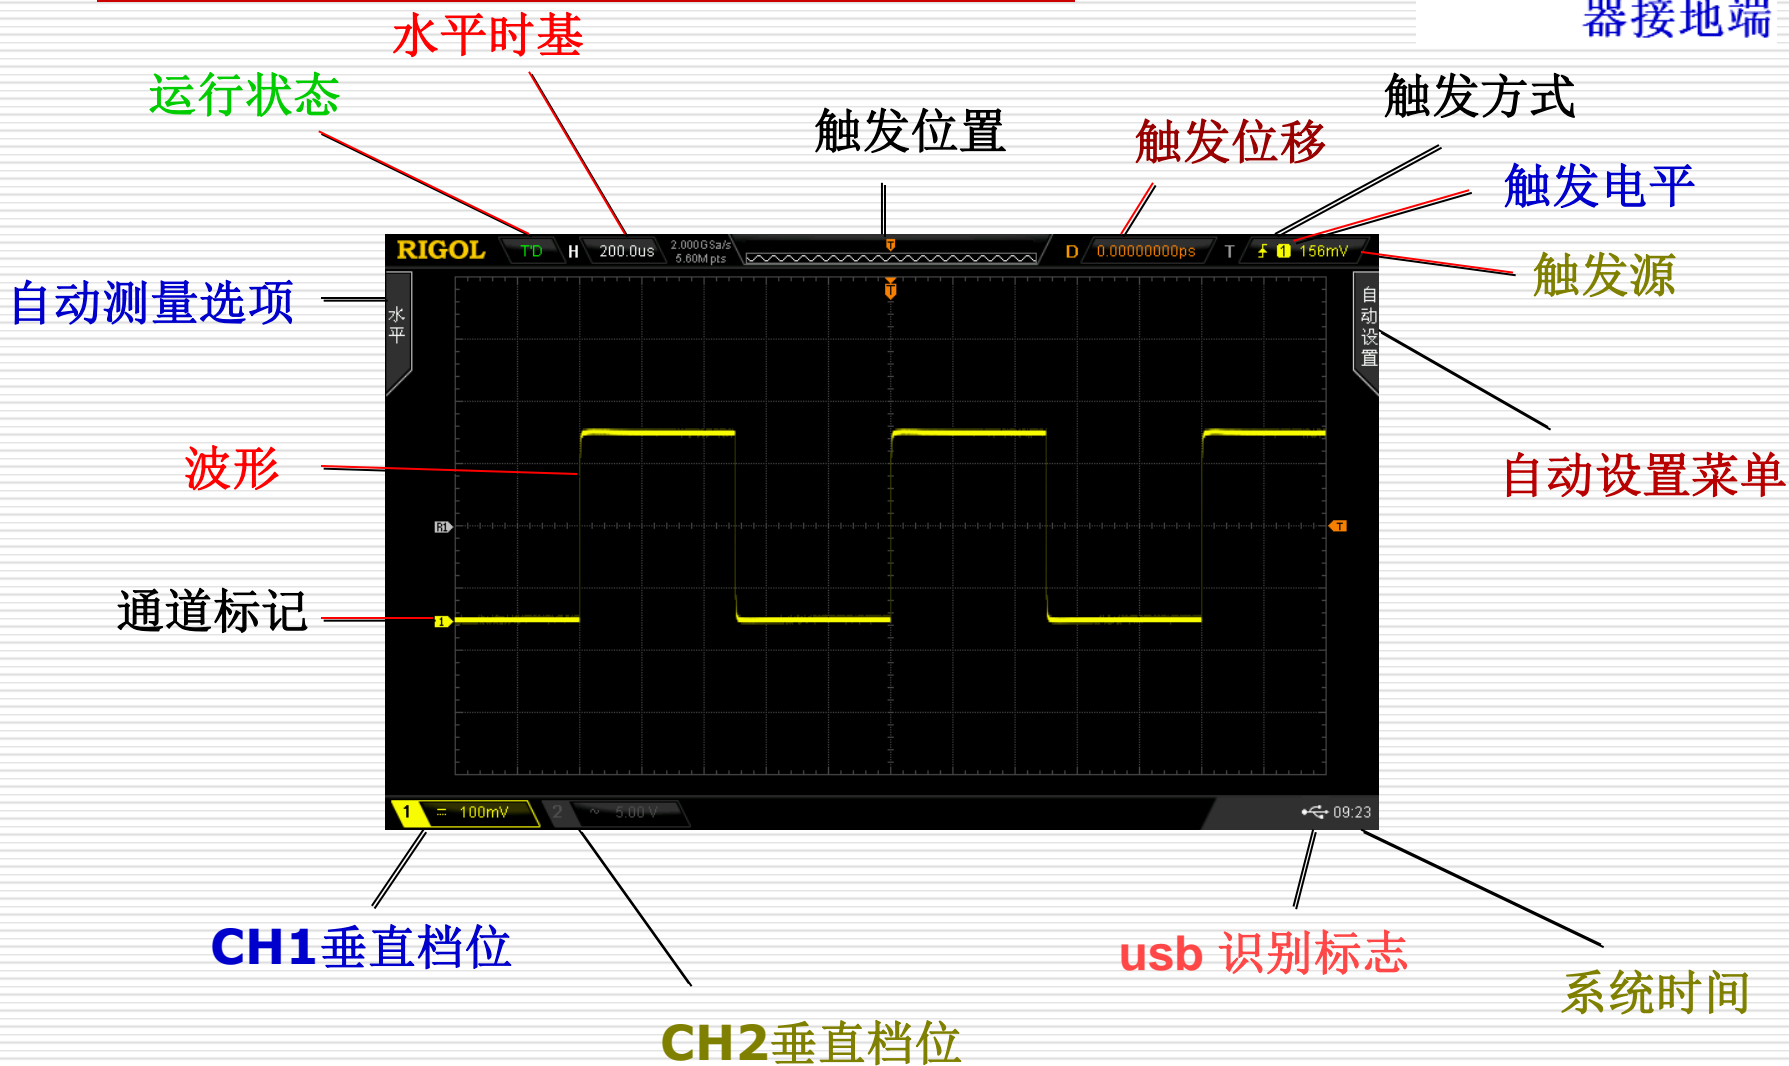 器接地端
水平时基
运行状态
触发位置
触发位移
触发方式
触发电平
触发源
RIGOL T'D H 200.0us 2.000GSa/s 5.60Mpts T D 0.00000000ps T 1 156mV
自动测量选项
水平
T
自动设置
波形
自动设置菜单
R1
T
通道标记
1
1 100mV 2 5.00 V 09:23
CH1垂直档位
usb 识别标志
系统时间
CH2垂直档位